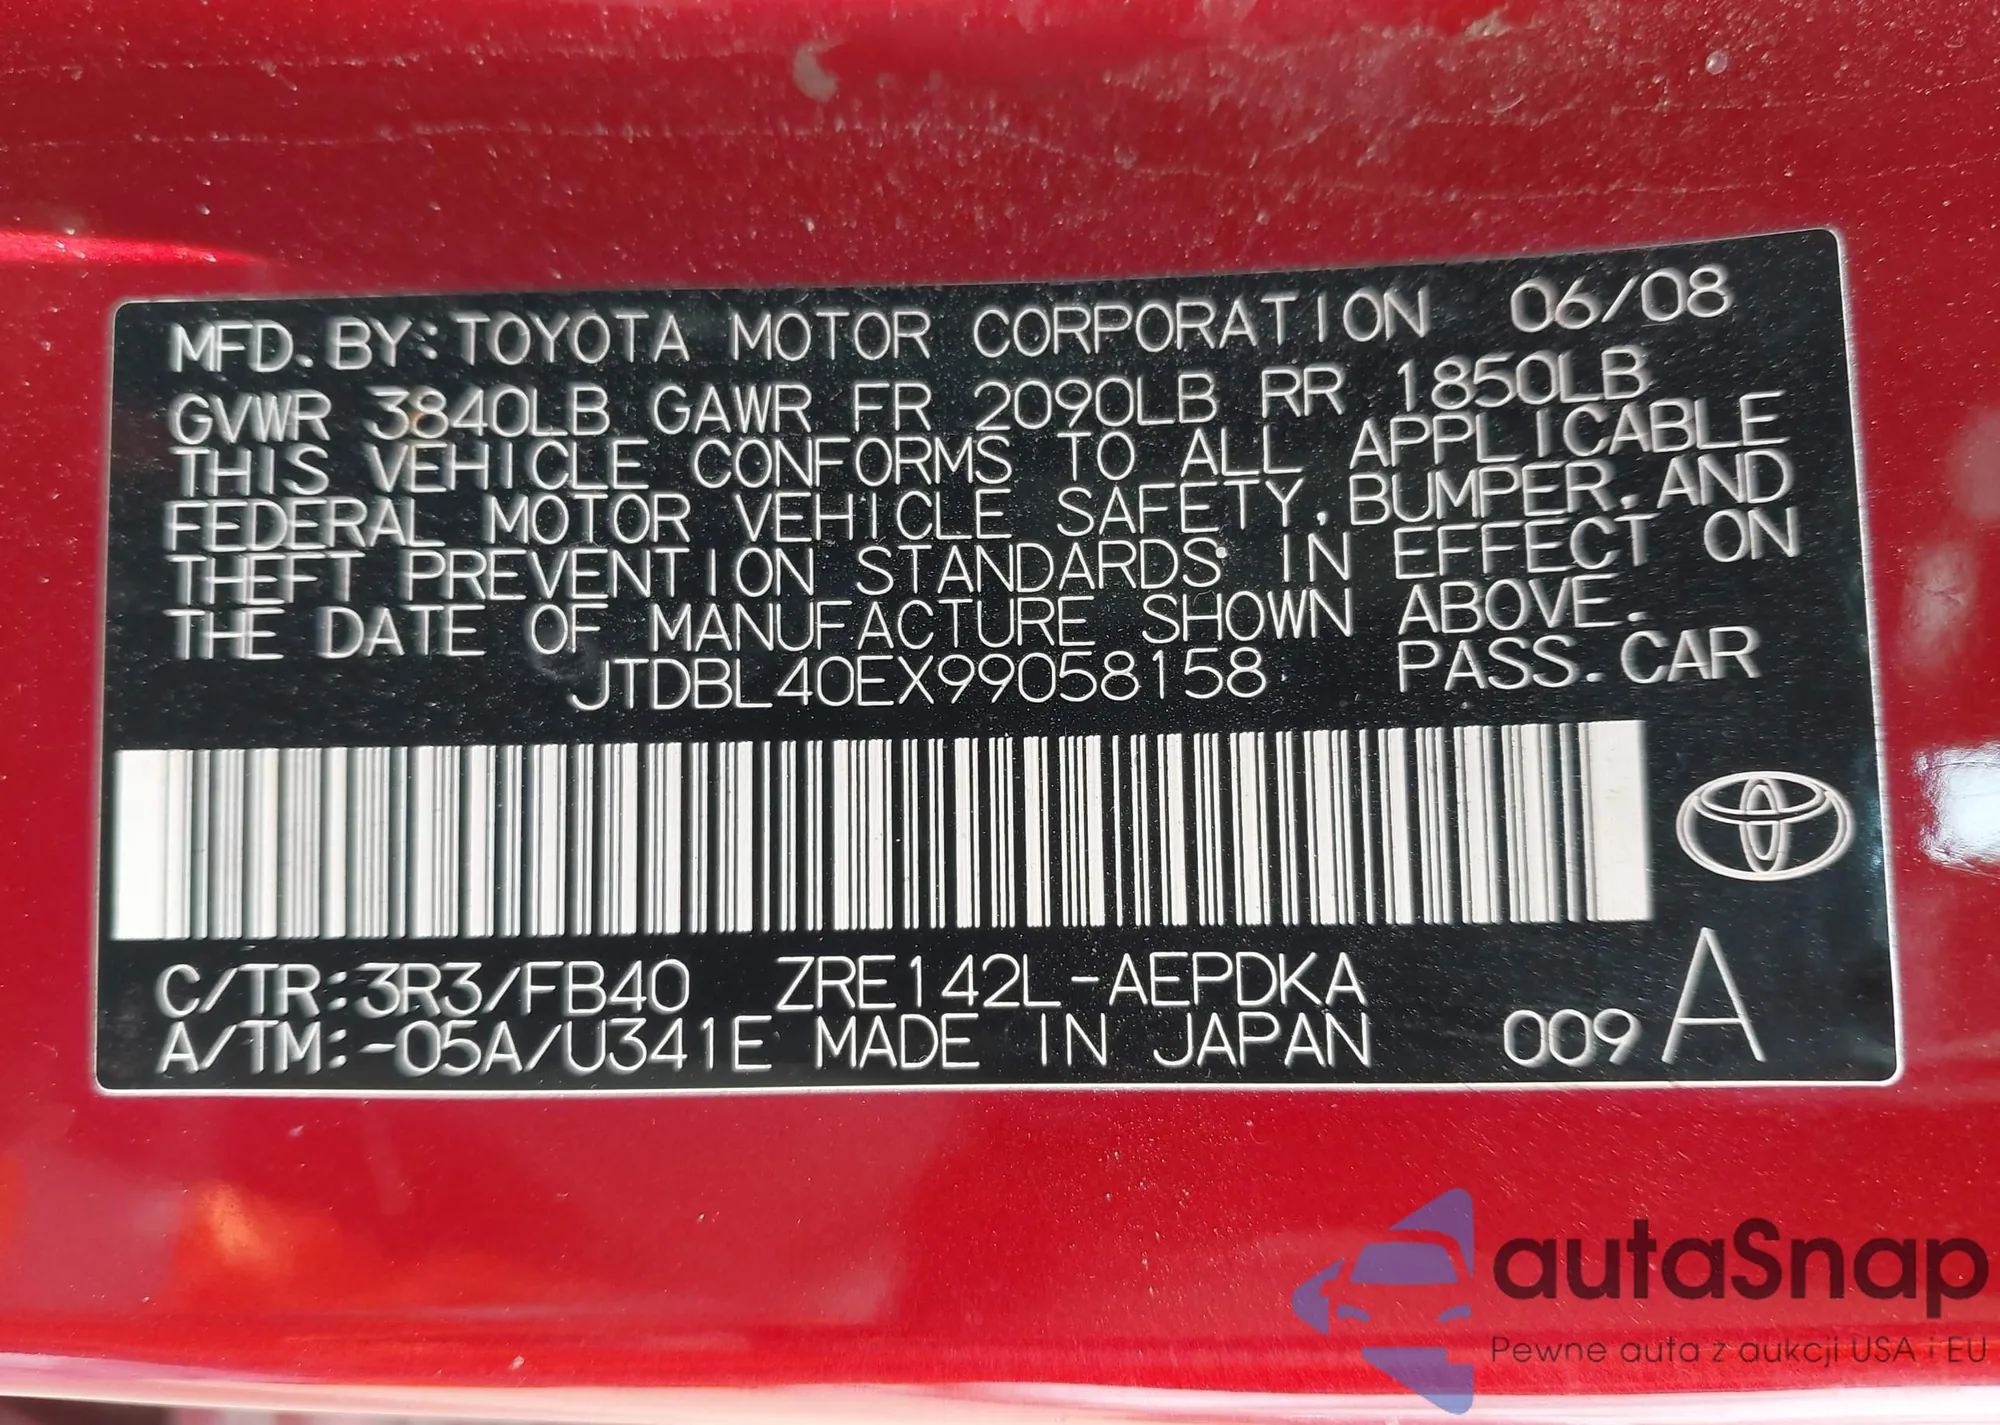 MFD. BY: TOYOTA MOTOR CORPORATION 06/08
GVWR 3840LB GAWR FR 2090LB RR 1850LB
THIS VEHICLE CONFORMS TO ALL APPLICABLE
FEDERAL MOTOR VEHICLE SAFETY, BUMPER, AND
THEFT PREVENTION STANDARDS IN EFFECT ON
THE DATE OF MANUFACTURE SHOWN ABOVE.
JTDBL40EX99058158 PASS. CAR
C/TR:3R3/FB40 ZRE142L-AEPDKA
A/TM:-05A/U341E MADE IN JAPAN 009 A
autaSnap
Pewne auta z aukcji USA i EU